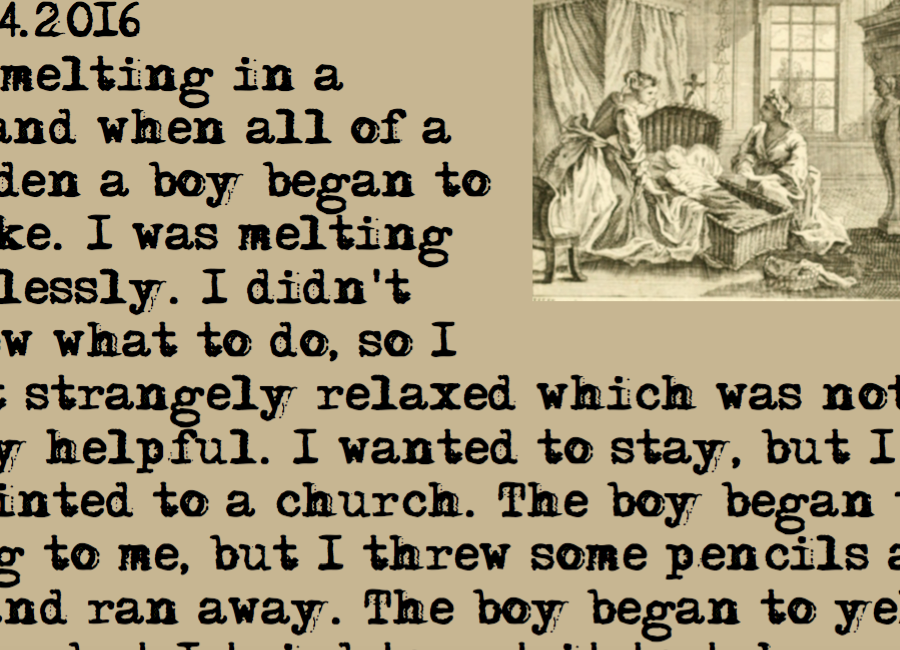 4.2016
melting in a
and when all of a
den a boy began to
ke. I was melting
lessly. I didn't
w what to do, so I
t strangely relaxed which was not
y helpful. I wanted to stay, but I
inted to a church. The boy began
g to me, but I threw some pencils a
nd ran away. The boy began to yel